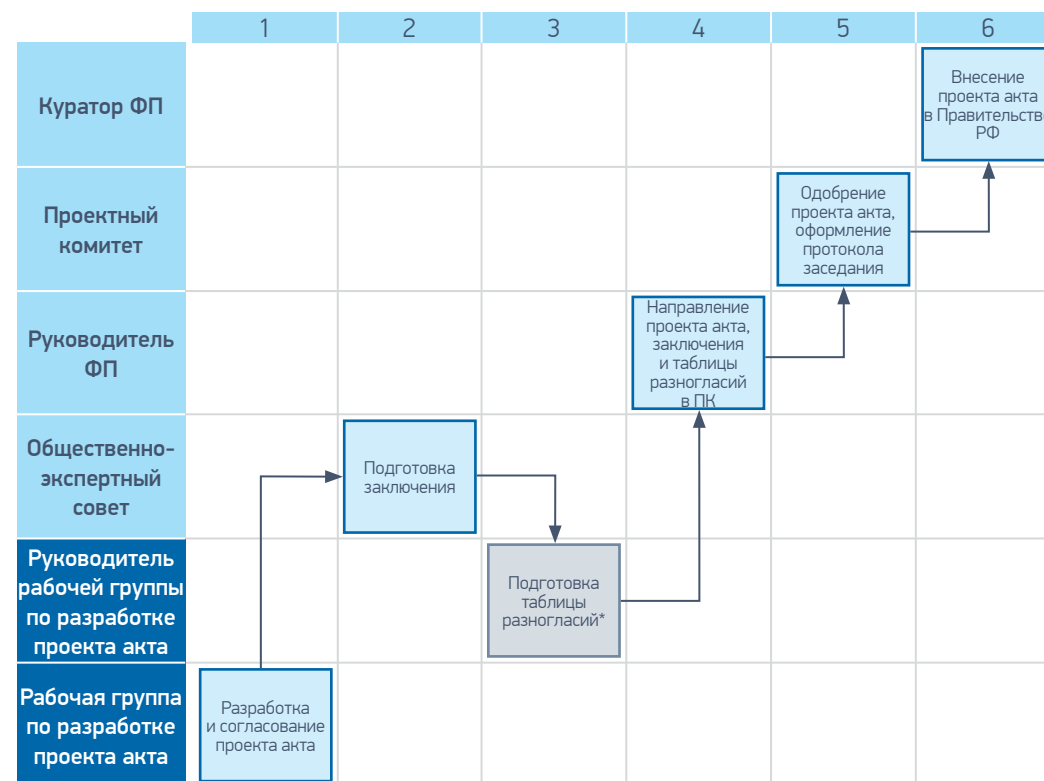 1 2 3 4 5 6
Куратор ФП
Внесение
проекта акта
в Правительство
РФ
Проектный
комитет
Одобрение
проекта акта,
оформление
протокола
заседания
Руководитель
ФП
Направление
проекта акта,
заключения
и таблицы
разногласий
в ПК
Общественно-
экспертный
совет
Подготовка
заключения
Руководитель
рабочей группы
по разработке
проекта акта
Подготовка
таблицы
разногласий*
Рабочая группа
по разработке
проекта акта
Разработка
и согласование
проекта акта